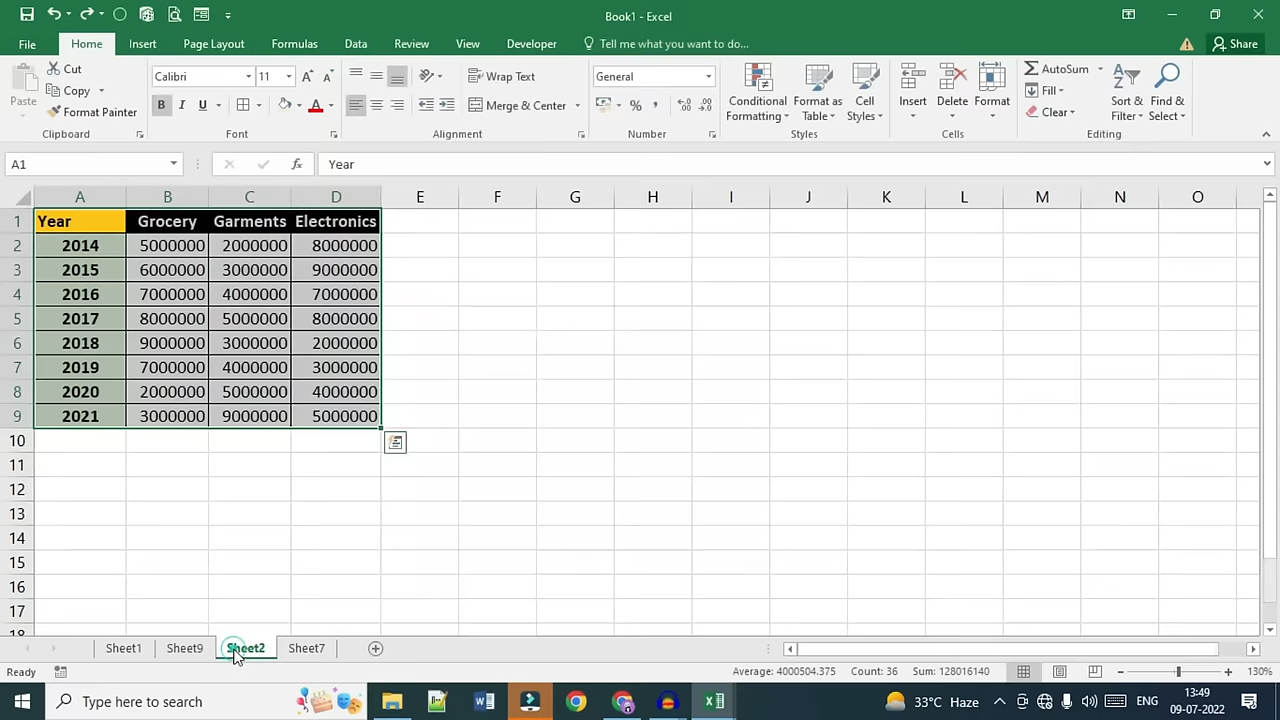 Book1 - Excel
File Home Insert Page Layout Formulas Data Review View Developer Tell me what you want to do... Share
Paste Cut Copy Format Painter
Calibri 11 A A B I U A
Wrap Text Merge & Center
General % ,
Conditional Formatting Format as Table Cell Styles
Insert Delete Format
AutoSum Fill Clear Sort & Filter Find & Select
Clipboard Font Alignment Number Styles Cells Editing
A1 fx Year
A B C D E F G H I J K L M N O
1 Year Grocery Garments Electronics
2 2014 5000000 2000000 8000000
3 2015 6000000 3000000 9000000
4 2016 7000000 4000000 7000000
5 2017 8000000 5000000 8000000
6 2018 9000000 3000000 2000000
7 2019 7000000 4000000 3000000
8 2020 2000000 5000000 4000000
9 2021 3000000 9000000 5000000
10
11
12
13
14
15
16
17
18
Sheet1 Sheet9 Sheet2 Sheet7
Ready Average: 4000504.375 Count: 36 Sum: 128016140 130%
Type here to search 33°C Haze ENG 13:49
09-07-2022